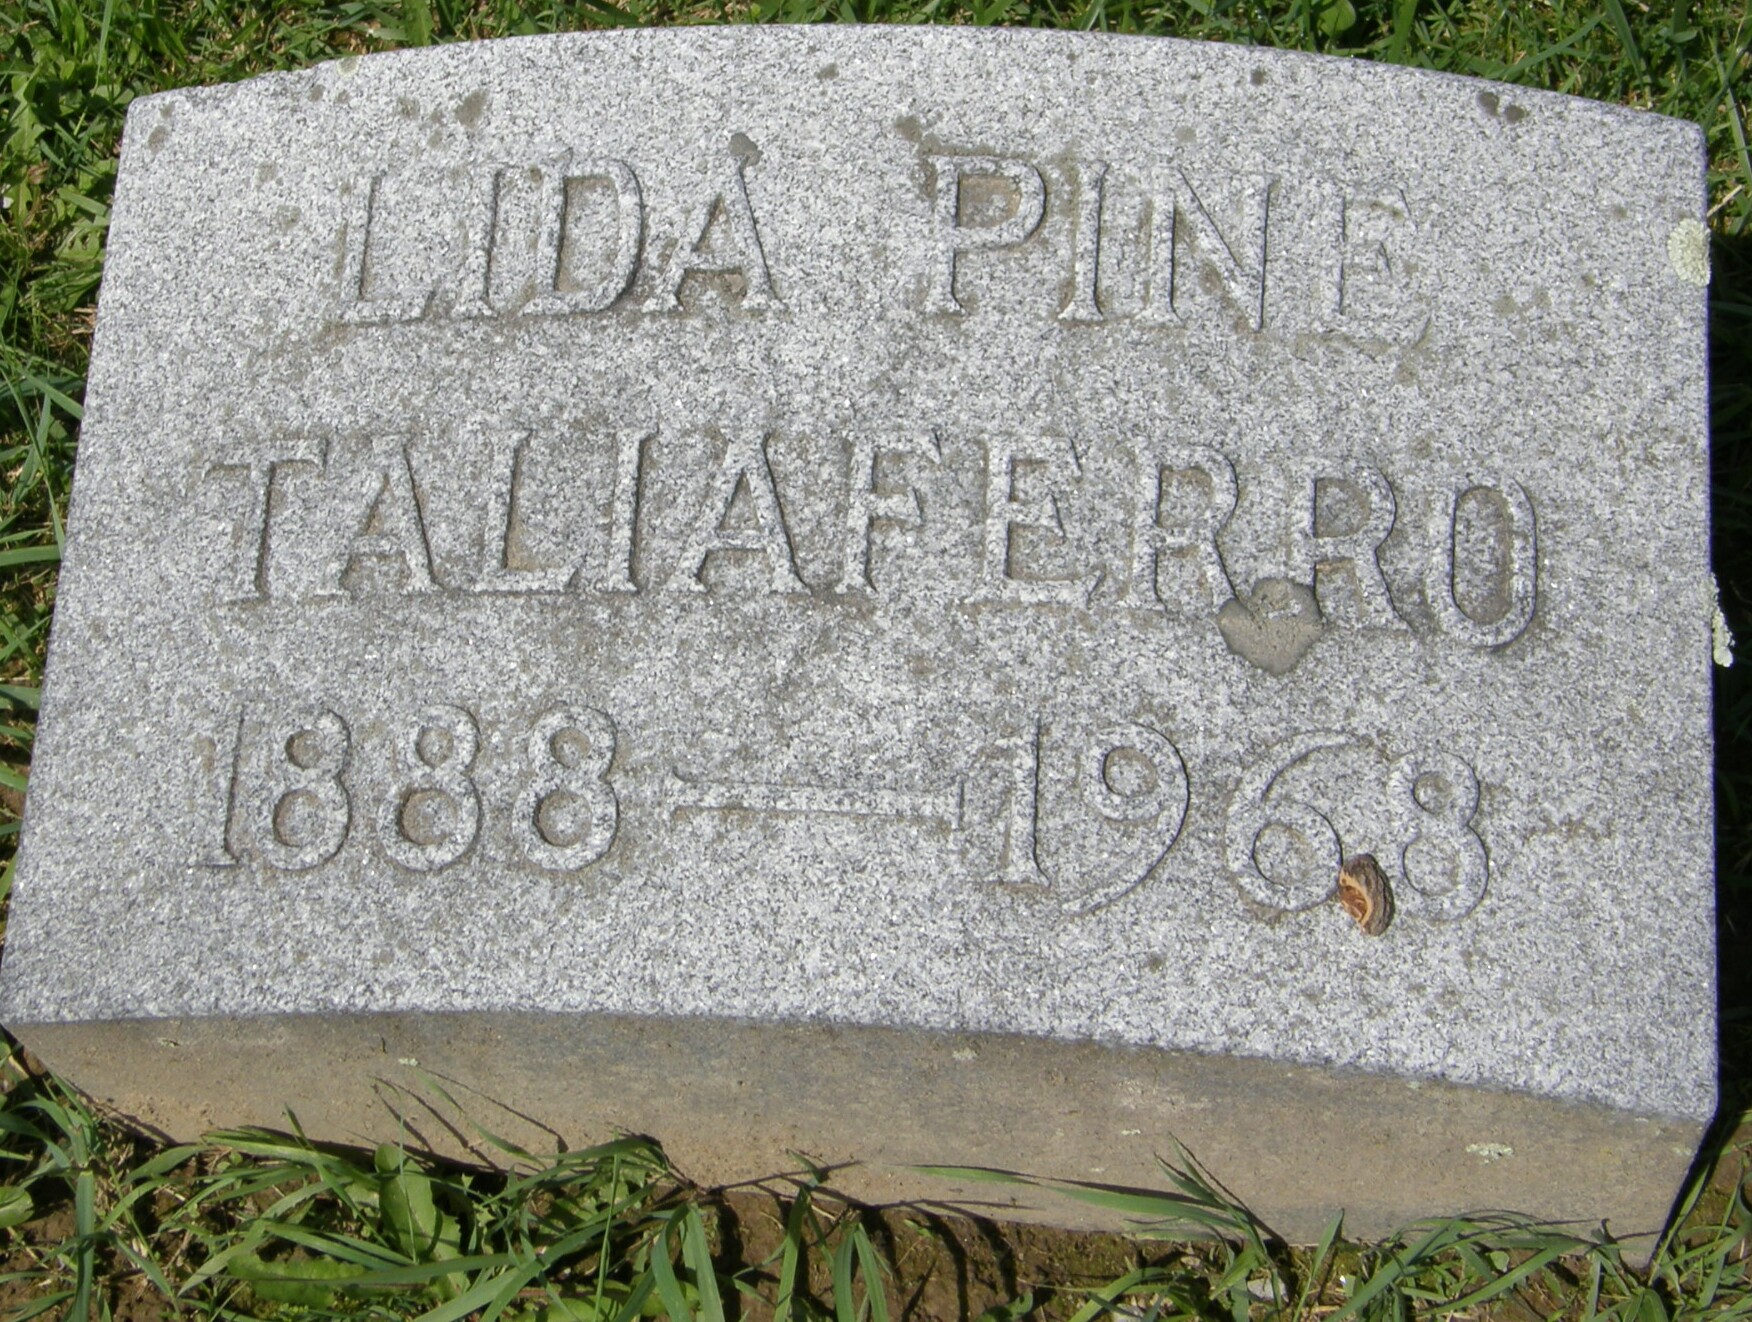 LIDA PINE
TALIAFERRO
1888—1968